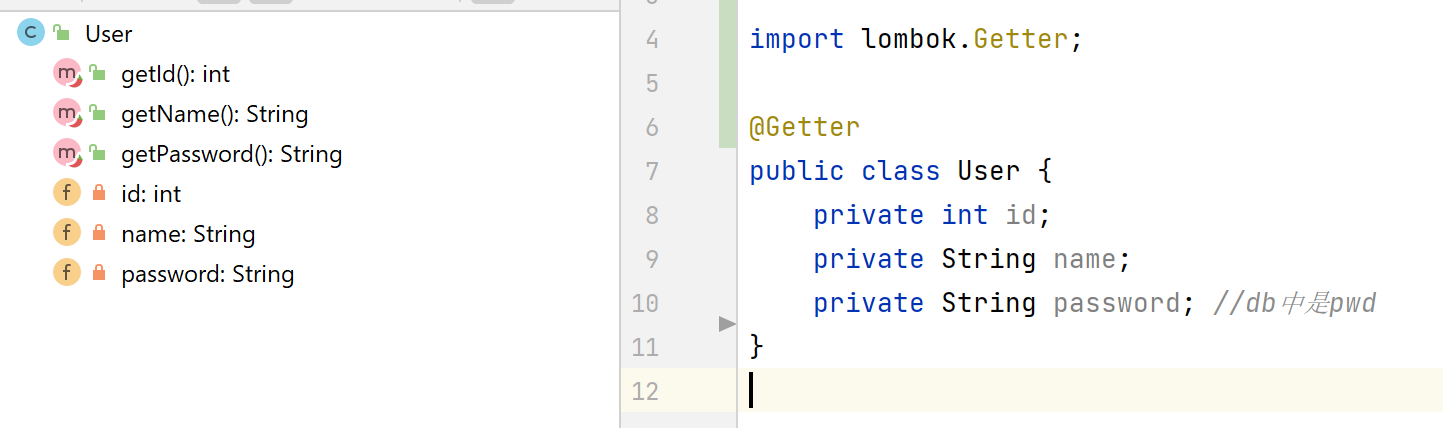 User
getId(): int
getName(): String
getPassword(): String
id: int
name: String
password: String
4 import lombok.Getter;
5
6 @Getter
7 public class User {
8 private int id;
9 private String name;
10 private String password; //db中是pwd
11 }
12